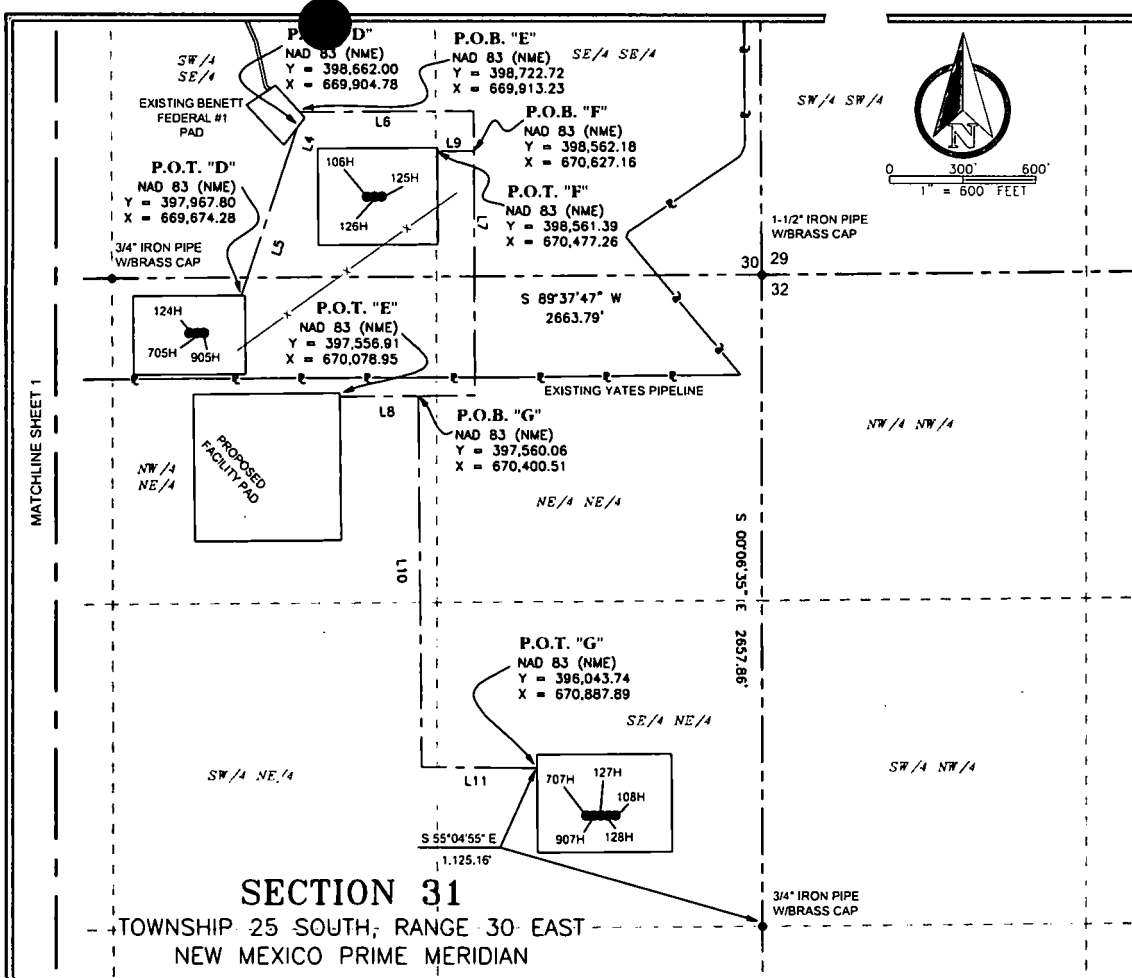 D"
NAD 83 (NME)
Y = 398,662.00
X = 669,904.78
P.O.B. "E"
NAD 83 (NME)
Y = 398,722.72
X = 669,913.23
SW/4
SE/4
SE/4 SE/4
SW/4 SW/4
N
0 300' 600'
1" = 600 FEET
EXISTING BENETT
FEDERAL #1
PAD
L6
L4
L9
P.O.B. "F"
NAD 83 (NME)
Y = 398,562.18
X = 670,627.16
106H
125H
126H
P.O.T. "D"
NAD 83 (NME)
Y = 397,967.80
X = 669,674.28
P.O.T. "F"
NAD 83 (NME)
Y = 398,561.39
X = 670,477.26
L7
L5
X
X
3/4" IRON PIPE
W/BRASS CAP
1-1/2" IRON PIPE
W/BRASS CAP
30 29
32
S 89°37'47" W
2663.79'
124H
705H
905H
P.O.T. "E"
NAD 83 (NME)
Y = 397,556.91
X = 670,078.95
EXISTING YATES PIPELINE
L8
P.O.B. "G"
NAD 83 (NME)
Y = 397,560.06
X = 670,400.51
MATCHLINE SHEET 1
NW/4
NE/4
PROPOSED
FACILITY PAD
NE/4 NE/4
NW/4 NW/4
L10
S 00°06'35" E 2657.86'
P.O.T. "G"
NAD 83 (NME)
Y = 396,043.74
X = 670,887.89
SE/4 NE/4
SW/4 NE/4
SW/4 NW/4
L11
707H
127H
108H
907H
128H
S 55°04'55" E
1,125.16'
3/4" IRON PIPE
W/BRASS CAP
SECTION 31
TOWNSHIP 25 SOUTH, RANGE 30 EAST
NEW MEXICO PRIME MERIDIAN